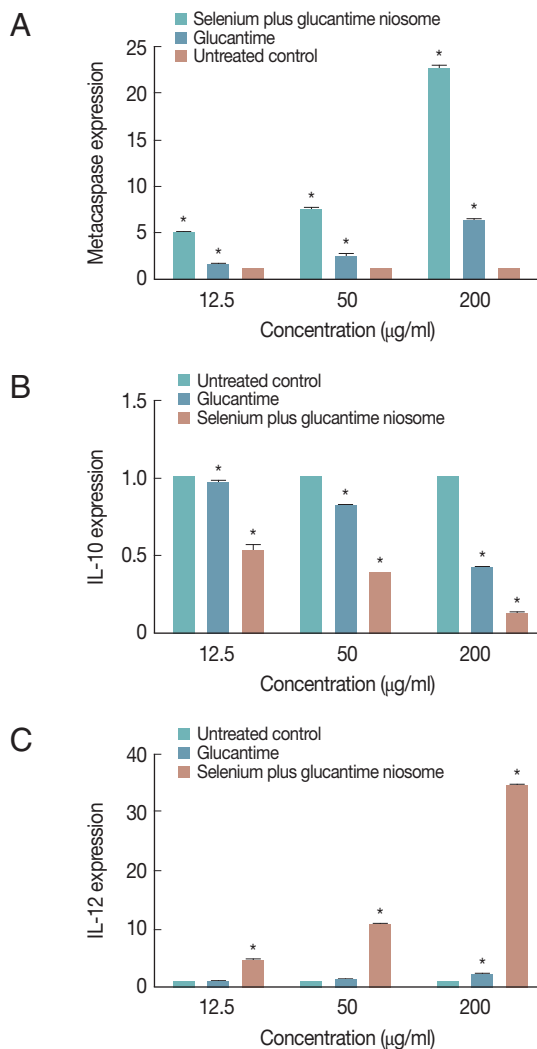 A
Selenium plus glucantime niosome
Glucantime
Untreated control
Metacaspase expression
25
20
15
10
5
0
* * * * * *
12.5 50 200
Concentration (μg/ml)
B
Untreated control
Glucantime
Selenium plus glucantime niosome
IL-10 expression
1.5
1.0
0.5
0
* * * * * *
12.5 50 200
Concentration (μg/ml)
C
Untreated control
Glucantime
Selenium plus glucantime niosome
IL-12 expression
40
30
20
10
0
* * * *
12.5 50 200
Concentration (μg/ml)